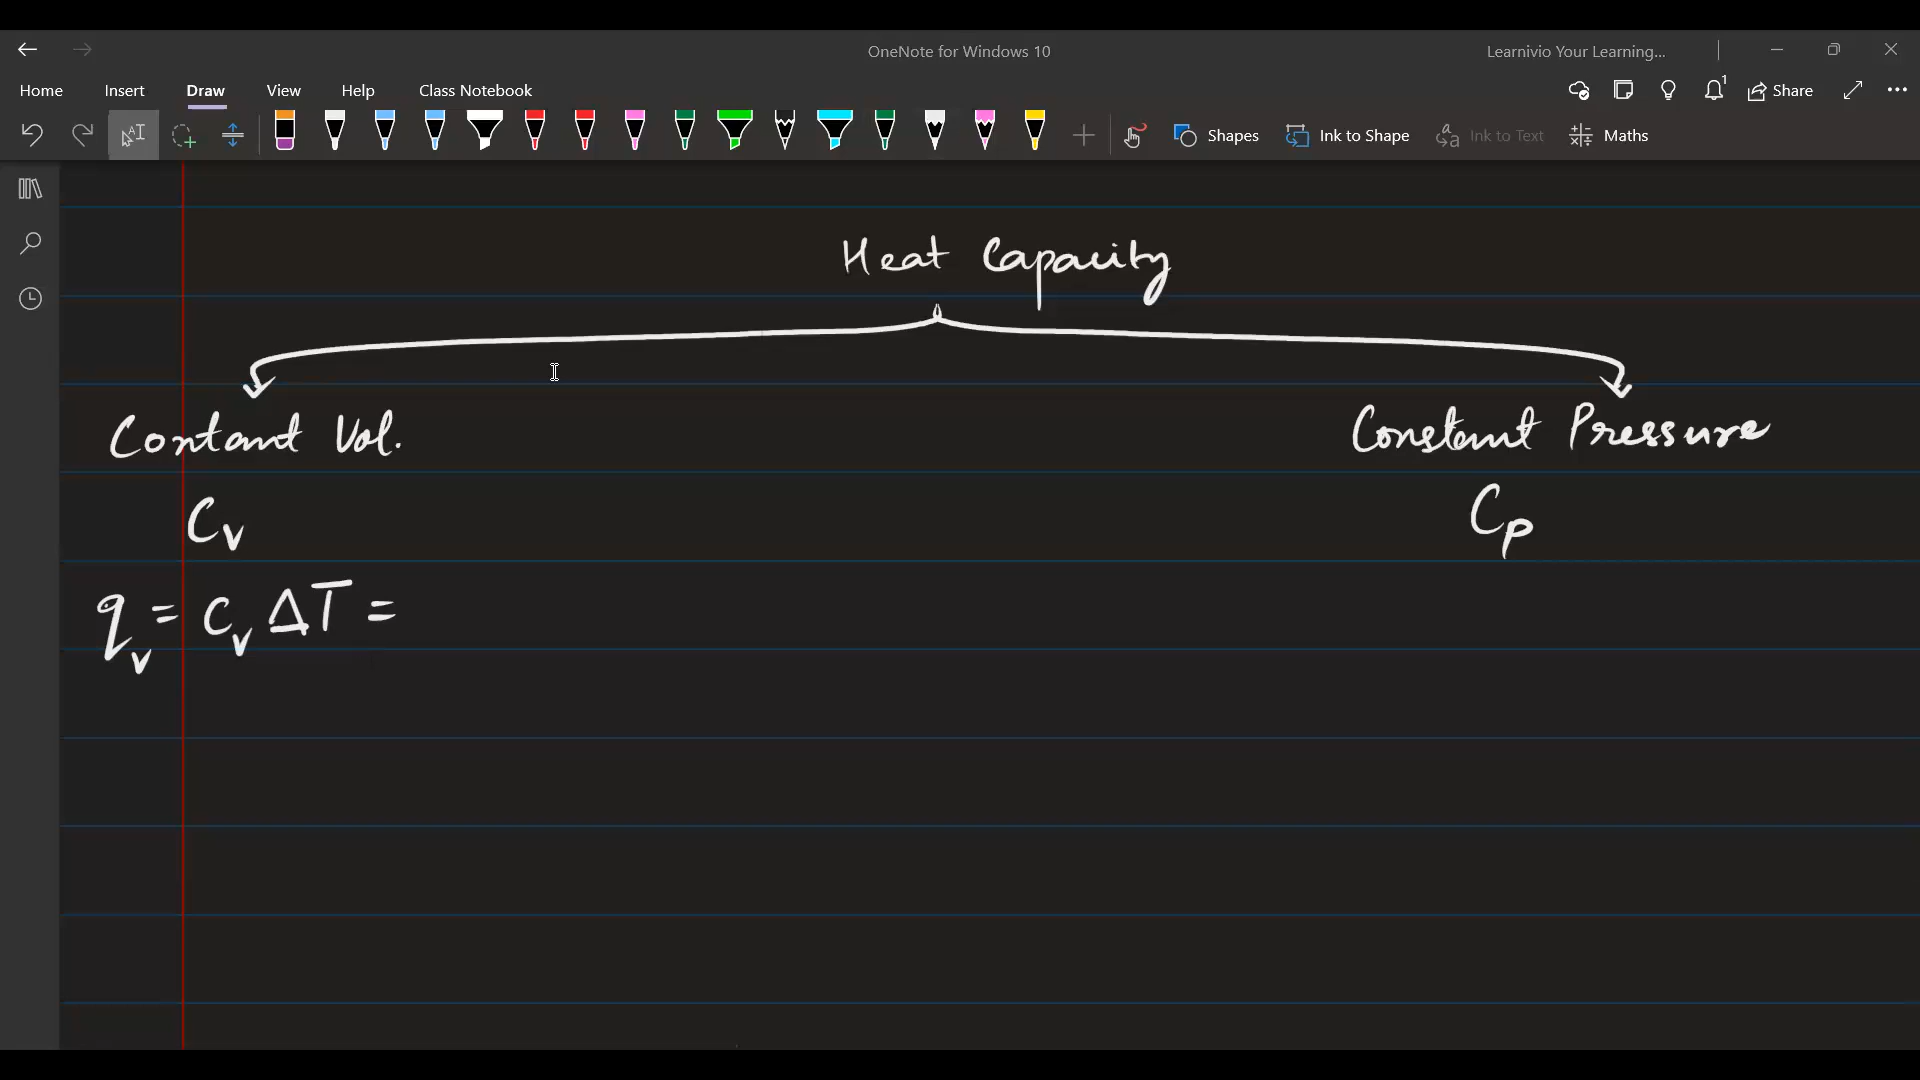 OneNote for Windows 10
Learnivio Your Learning...
Home Insert Draw View Help Class Notebook
1
Share
Shapes Ink to Shape Ink to Text Maths
Heat Capacity
Contant Vol.
Constant Pressure
Cv
Cp
qv = Cv ΔT =